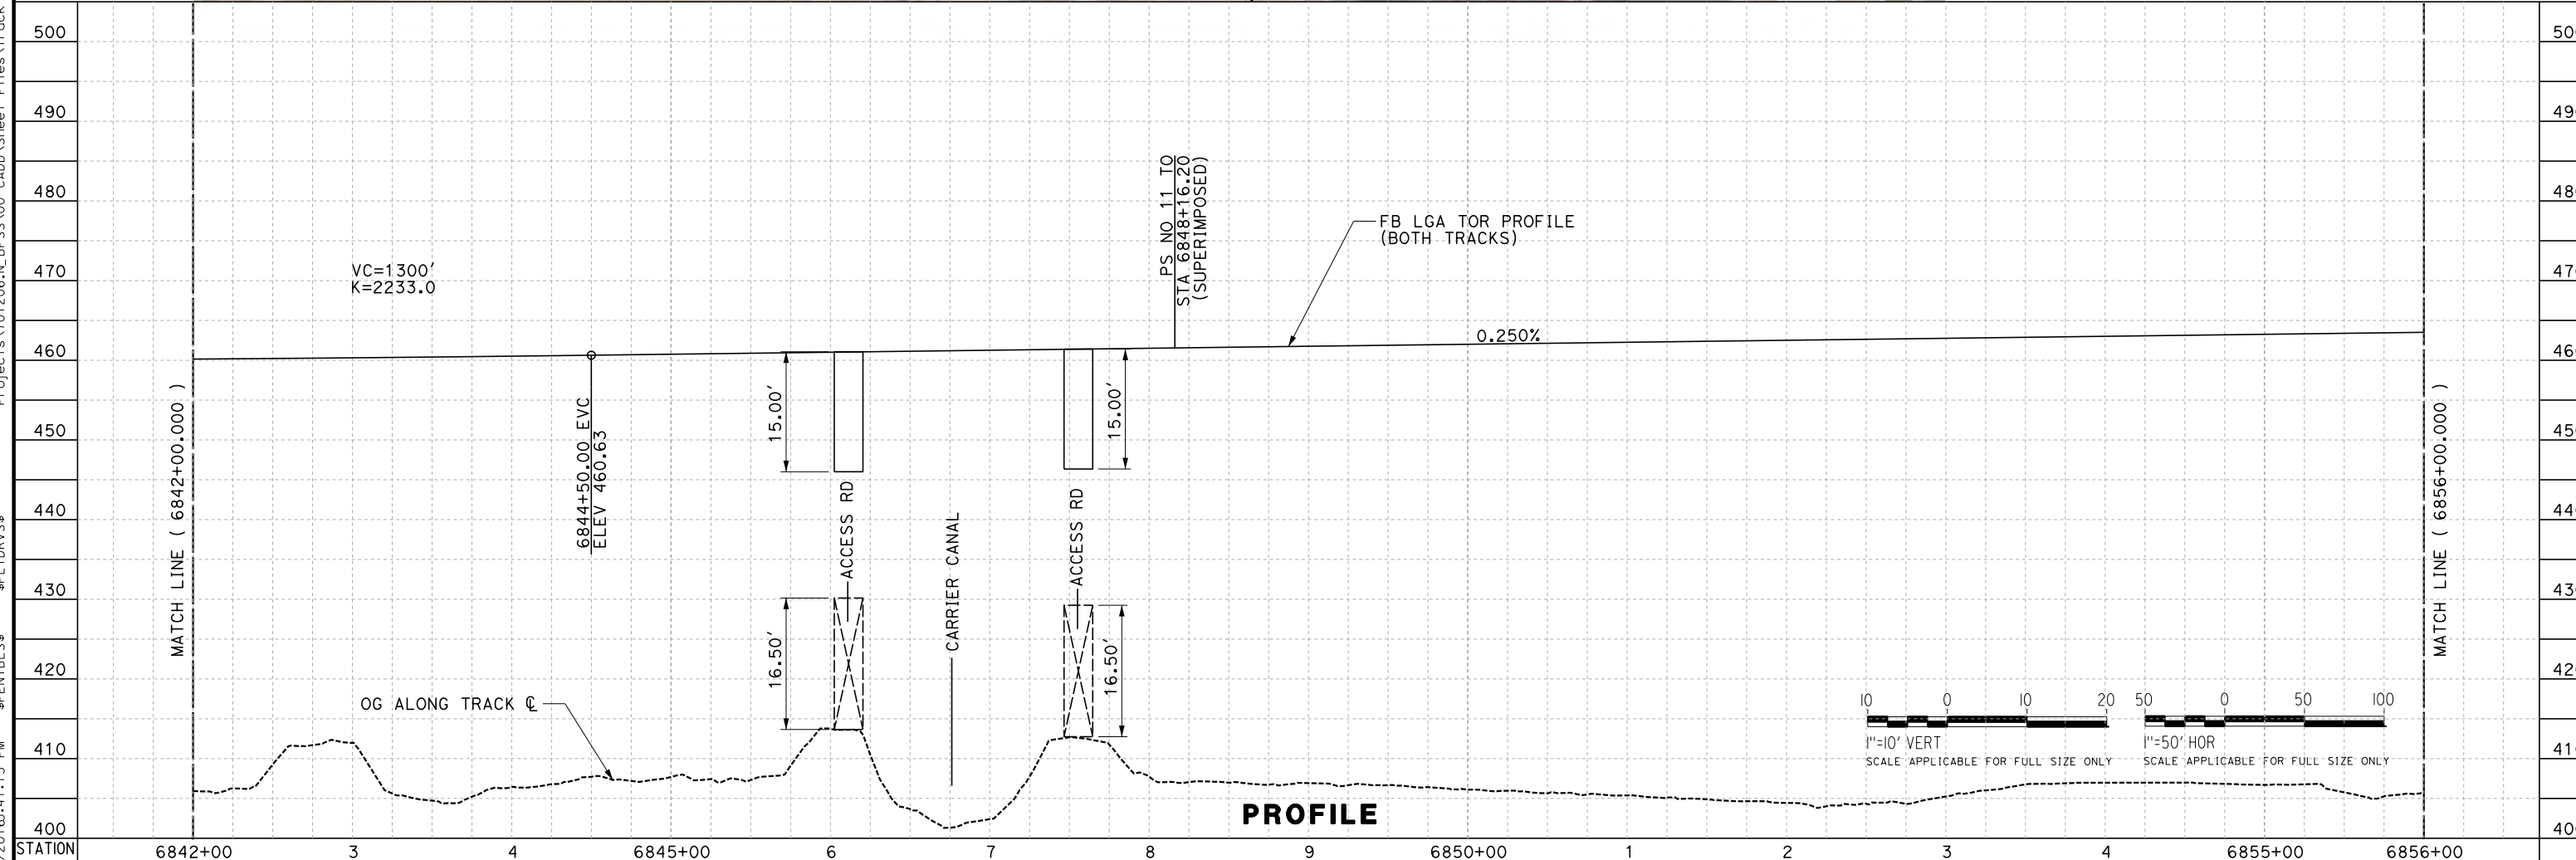 500
490
480
470
460
450
440
430
420
410
400
STATION
MATCH LINE ( 6842+00.000 )
VC=1300'
K=2233.0
6844+50.00 EVC
ELEV 460.63
OG ALONG TRACK ℄
15.00'
16.50'
ACCESS RD
CARRIER CANAL
ACCESS RD
15.00'
16.50'
PS NO 11 TO
STA 6848+16.20
(SUPERIMPOSED)
FB LGA TOR PROFILE
(BOTH TRACKS)
0.250%
10 0 10 20
1"=10' VERT
SCALE APPLICABLE FOR FULL SIZE ONLY
50 0 50 100
1"=50' HOR
SCALE APPLICABLE FOR FULL SIZE ONLY
MATCH LINE ( 6856+00.000 )
PROFILE
6842+00 3 4 6845+00 6 7 8 9 6850+00 1 2 3 4 6855+00 6856+00